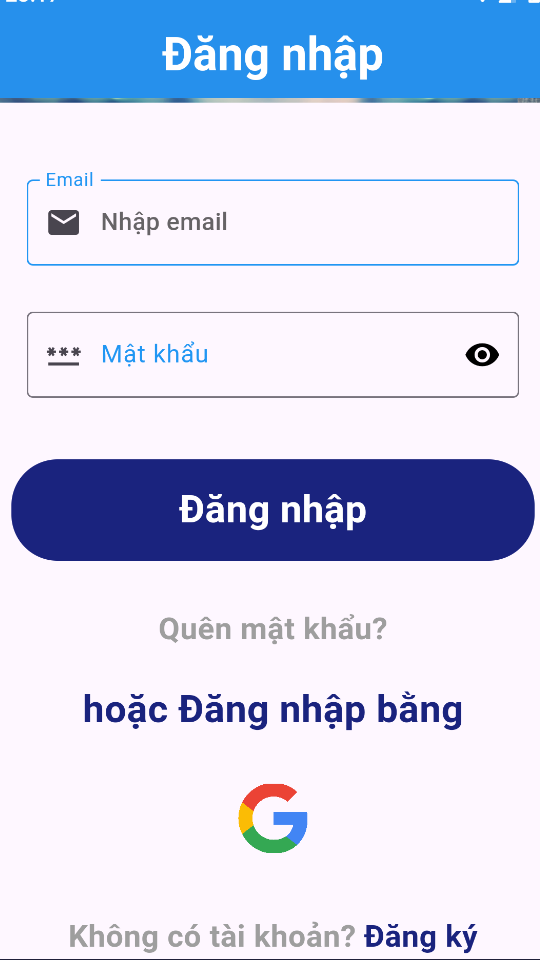 Đăng nhập
Email
Nhập email
*** Mật khẩu
Đăng nhập
Quên mật khẩu?
hoặc Đăng nhập bằng
Không có tài khoản? Đăng ký